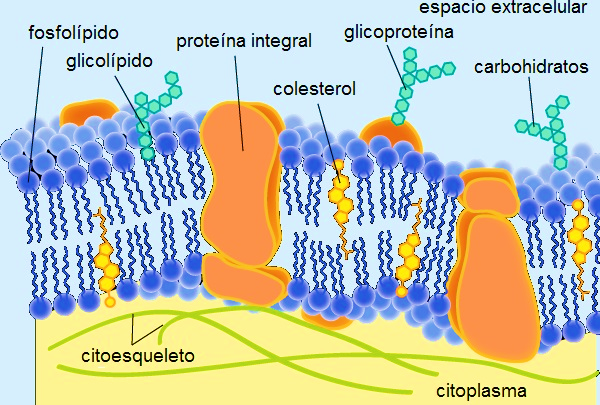 espacio extracelular
fosfolípido
glicoproteína
proteína integral
glicolípido
carbohidratos
colesterol
citoesqueleto
citoplasma